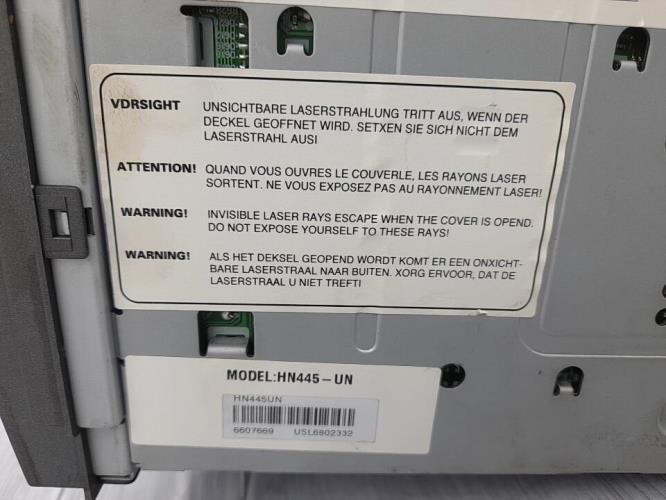 VDRSIGHT UNSICHTBARE LASERSTRAHLUNG TRITT AUS, WENN DER
DECKEL GEOFFNET WIRD. SETXEN SIE SICH NICHT DEM
LASERSTRAHL AUSI
ATTENTION! QUAND VOUS OUVRES LE COUVERLE, LES RAYONS LASER
SORTENT. NE VOUS EXPOSEZ PAS AU RAYONNEMENT LASER!
WARNING! INVISIBLE LASER RAYS ESCAPE WHEN THE COVER IS OPEND.
DO NOT EXPOSE YOURSELF TO THESE RAYS!
WARNING! ALS HET DEKSEL GEOPEND WORDT KOMT ER EEN ONXICHT-
BARE LASERSTRAAL NAAR BUITEN. XORG ERVOOR, DAT DE
LASERSTRAAL U NIET TREFTI
MODEL:HN445-UN
HN445UN
6607669 USL6802332